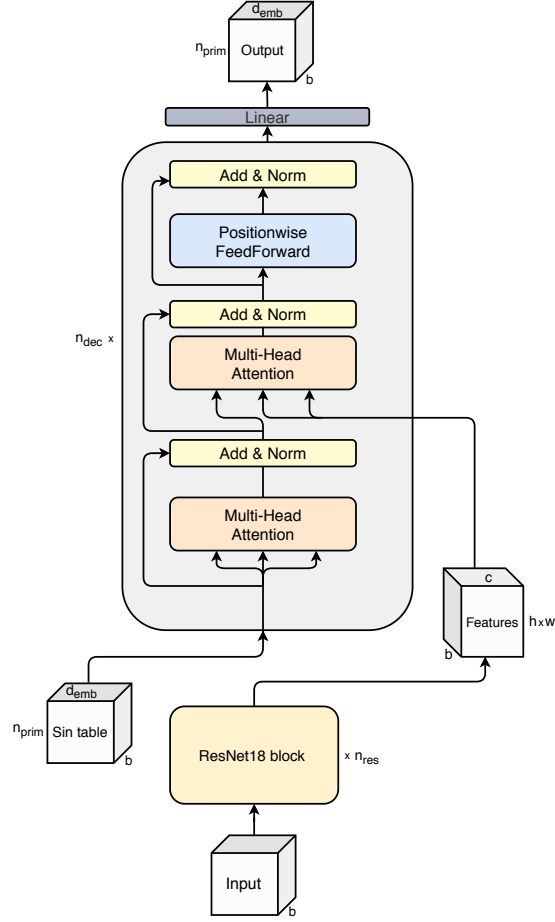 d_emb
n_prim
Output
b
Linear
Add & Norm
Positionwise
FeedForward
Add & Norm
n_dec x
Multi-Head
Attention
Add & Norm
Multi-Head
Attention
c
Features
h x w
b
d_emb
n_prim
Sin table
b
ResNet18 block
x n_res
Input
b